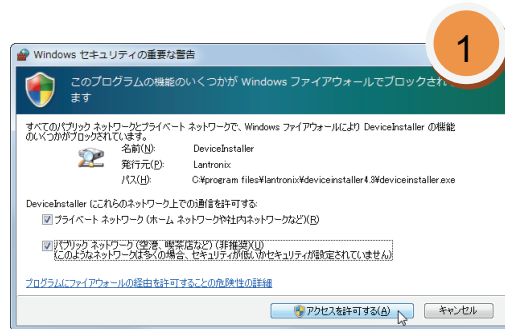 1
Windows セキュリティの重要な警告
このプログラムの機能のいくつかが Windows ファイアウォールでブロックされてい
ます
すべてのパブリック ネットワークとプライベート ネットワークで、Windows ファイアウォールにより DeviceInstaller の機能
のいくつかがブロックされています。
名前(N): DeviceInstaller
発行元(P): Lantronix
パス(H): C:¥program files¥lantronix¥deviceinstaller4.3¥deviceinstaller.exe
DeviceInstaller にこれらのネットワーク上での通信を許可する:
プライベート ネットワーク (ホーム ネットワークや社内ネットワークなど)(R)
パブリック ネットワーク (空港、喫茶店など) (非推奨)(U)
(このようなネットワークは多くの場合、セキュリティが低いかセキュリティが設定されていません)
プログラムにファイアウォールの経由を許可することの危険性の詳細
アクセスを許可する(A) キャンセル